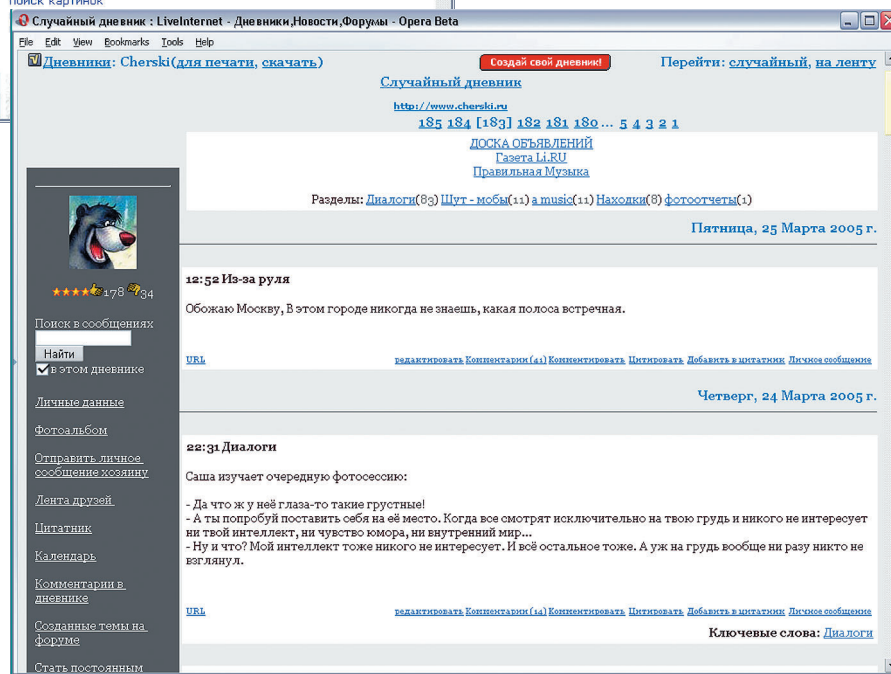 поиск картинок
Случайный дневник : LiveInternet - Дневники,Новости,Форумы - Opera Beta
File Edit View Bookmarks Tools Help
Дневники: Cherski(для печати, скачать)
Создай свой дневник!
Перейти: случайный, на ленту
Случайный дневник
http://www.cherski.ru
185 184 [183] 182 181 180 ... 5 4 3 2 1
ДОСКА ОБЪЯВЛЕНИЙ
Газета Li.RU
Правильная Музыка
Разделы: Диалоги(83) Шут - мобы(11) a music(11) Находки(8) фотоотчеты(1)
Пятница, 25 Марта 2005 г.
178 34
Поиск в сообщениях
Найти
в этом дневнике
Личные данные
Фотоальбом
Отправить личное
сообщение хозяину
Лента друзей
Цитатник
Календарь
Комментарии в
дневнике
Созданные темы на
форуме
Стать постоянным
12:52 Из-за руля
Обожаю Москву, В этом городе никогда не знаешь, какая полоса встречная.
URL редактировать Комментарии (41) Комментировать Цитировать Добавить в цитатник Личное сообщение
Четверг, 24 Марта 2005 г.
22:31 Диалоги
Саша изучает очередную фотосессию:
- Да что ж у неё глаза-то такие грустные!
- А ты попробуй поставить себя на её место. Когда все смотрят исключительно на твою грудь и никого не интересует
ни твой интеллект, ни чувство юмора, ни внутренний мир...
- Ну и что? Мой интеллект тоже никого не интересует. И всё остальное тоже. А уж на грудь вообще ни разу никто не
взглянул.
URL редактировать Комментарии (14) Комментировать Цитировать Добавить в цитатник Личное сообщение
Ключевые слова: Диалоги